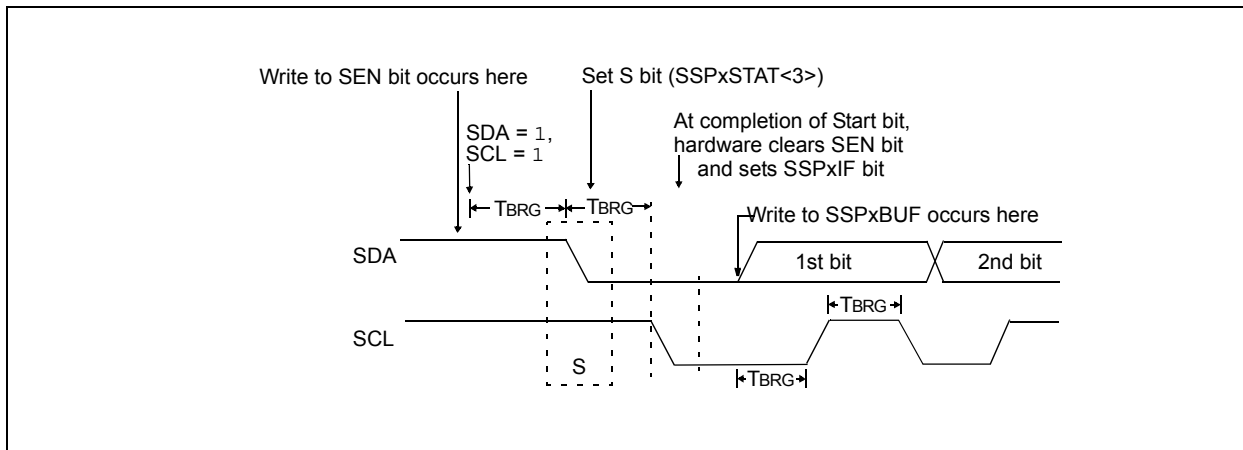 Write to SEN bit occurs here
Set S bit (SSPxSTAT<3>)
SDA = 1,
SCL = 1
At completion of Start bit,
hardware clears SEN bit
and sets SSPxIF bit
TBRG
TBRG
Write to SSPxBUF occurs here
SDA
1st bit
2nd bit
TBRG
SCL
S
TBRG